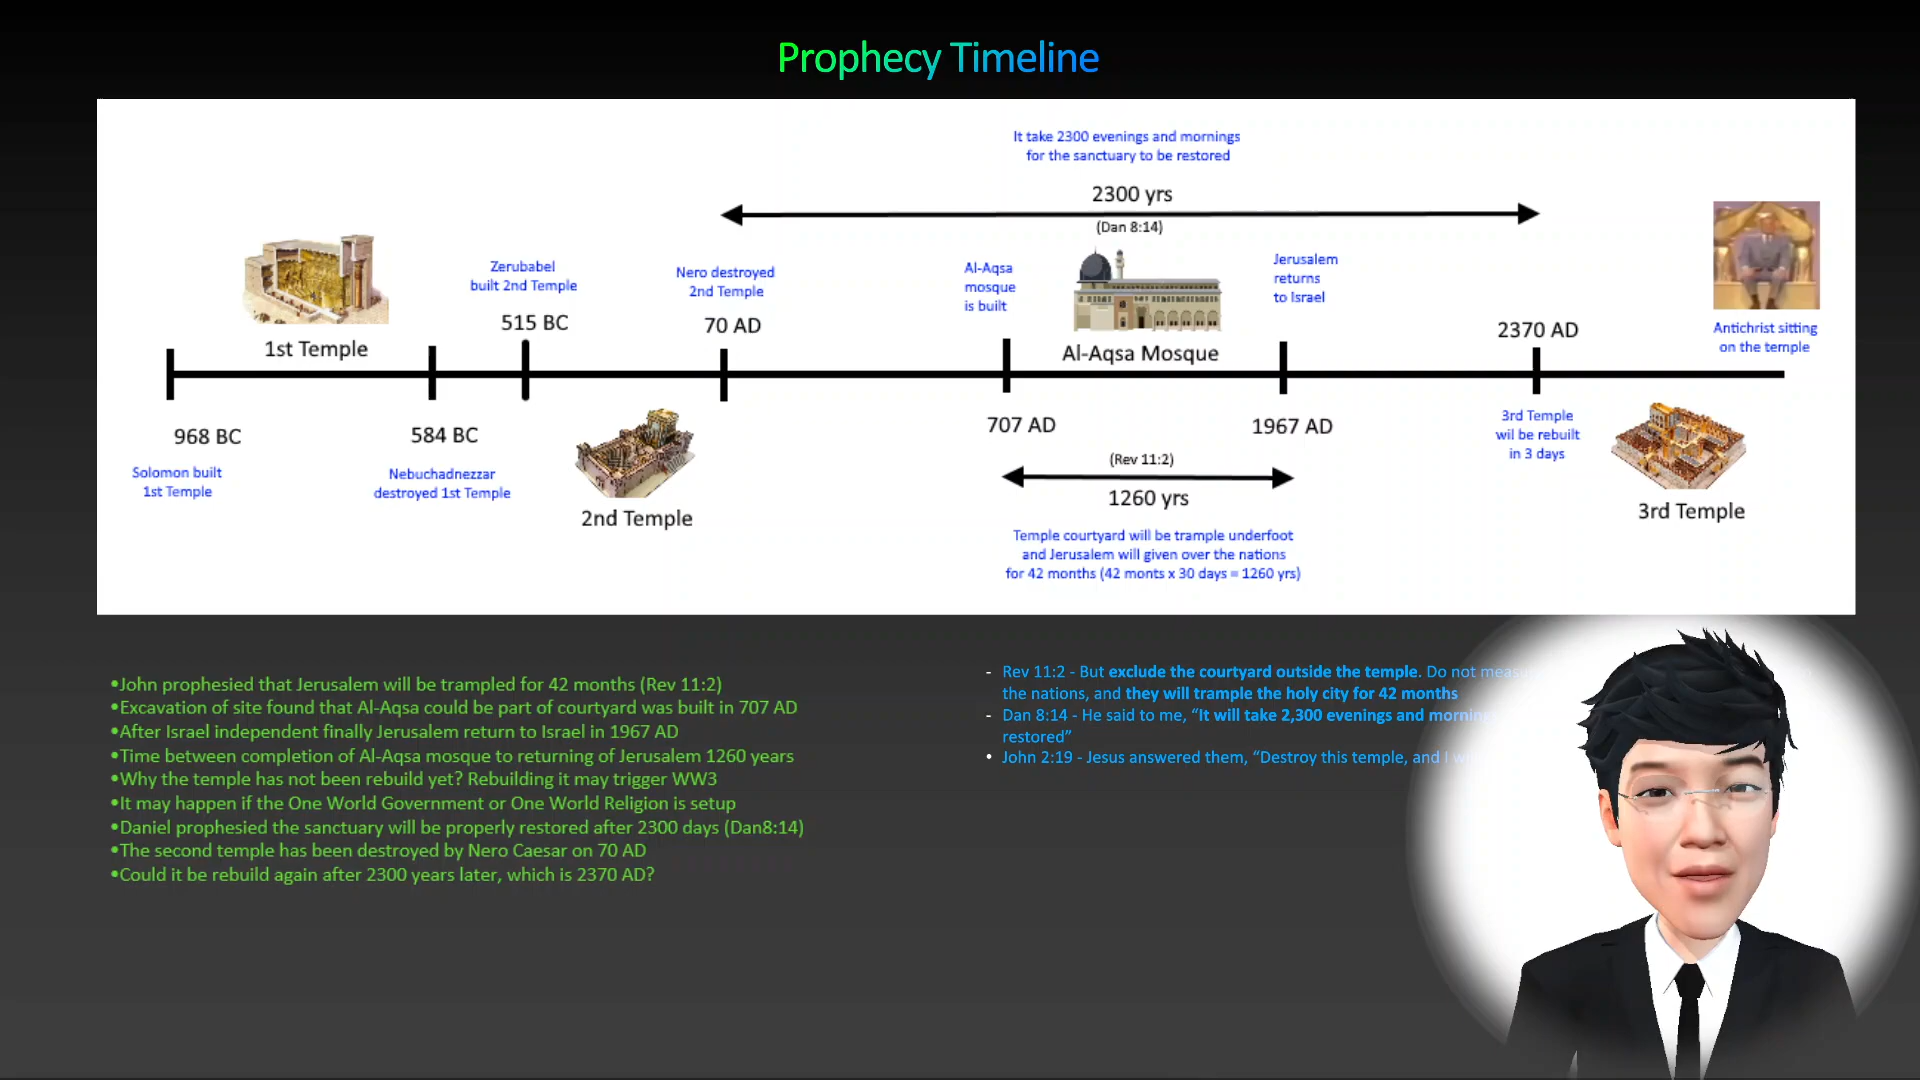 Prophecy Timeline
It take 2300 evenings and mornings
for the sanctuary to be restored
2300 yrs
(Dan 8:14)
Zerubabel
built 2nd Temple
515 BC
Nero destroyed
2nd Temple
70 AD
Al-Aqsa
mosque
is built
Jerusalem
returns
to Israel
2370 AD
Antichrist sitting
on the temple
1st Temple
Al-Aqsa Mosque
968 BC
Solomon built
1st Temple
584 BC
Nebuchadnezzar
destroyed 1st Temple
2nd Temple
707 AD
1967 AD
(Rev 11:2)
1260 yrs
Temple courtyard will be trample underfoot
and Jerusalem will given over the nations
for 42 months (42 monts x 30 days = 1260 yrs)
3rd Temple
wil be rebuilt
in 3 days
3rd Temple
•John prophesied that Jerusalem will be trampled for 42 months (Rev 11:2)
•Excavation of site found that Al-Aqsa could be part of courtyard was built in 707 AD
•After Israel independent finally Jerusalem return to Israel in 1967 AD
•Time between completion of Al-Aqsa mosque to returning of Jerusalem 1260 years
•Why the temple has not been rebuild yet? Rebuilding it may trigger WW3
•It may happen if the One World Government or One World Religion is setup
•Daniel prophesied the sanctuary will be properly restored after 2300 days (Dan8:14)
•The second temple has been destroyed by Nero Caesar on 70 AD
•Could it be rebuild again after 2300 years later, which is 2370 AD?
- Rev 11:2 - But exclude the courtyard outside the temple. Do not
the nations, and they will trample the holy city for 42 months
- Dan 8:14 - He said to me, “It will take 2,300 evenings and
restored”
• John 2:19 - Jesus answered them, “Destroy this temple, and I